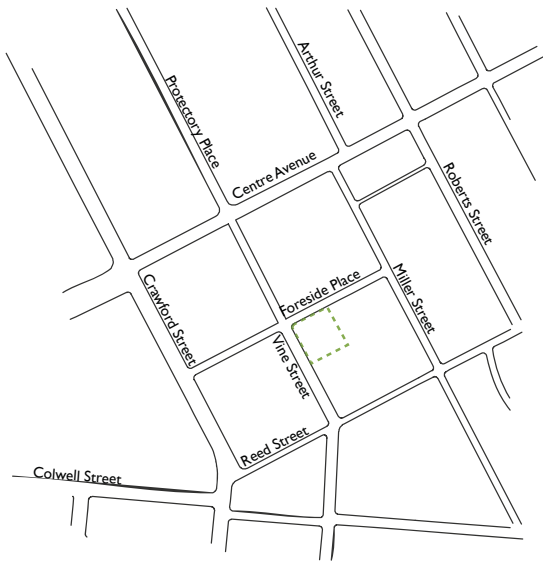 Arthur Street
Protectory Place
Centre Avenue
Roberts Street
Crawford Street
Foreside Place
Miller Street
Vine Street
Reed Street
Colwell Street